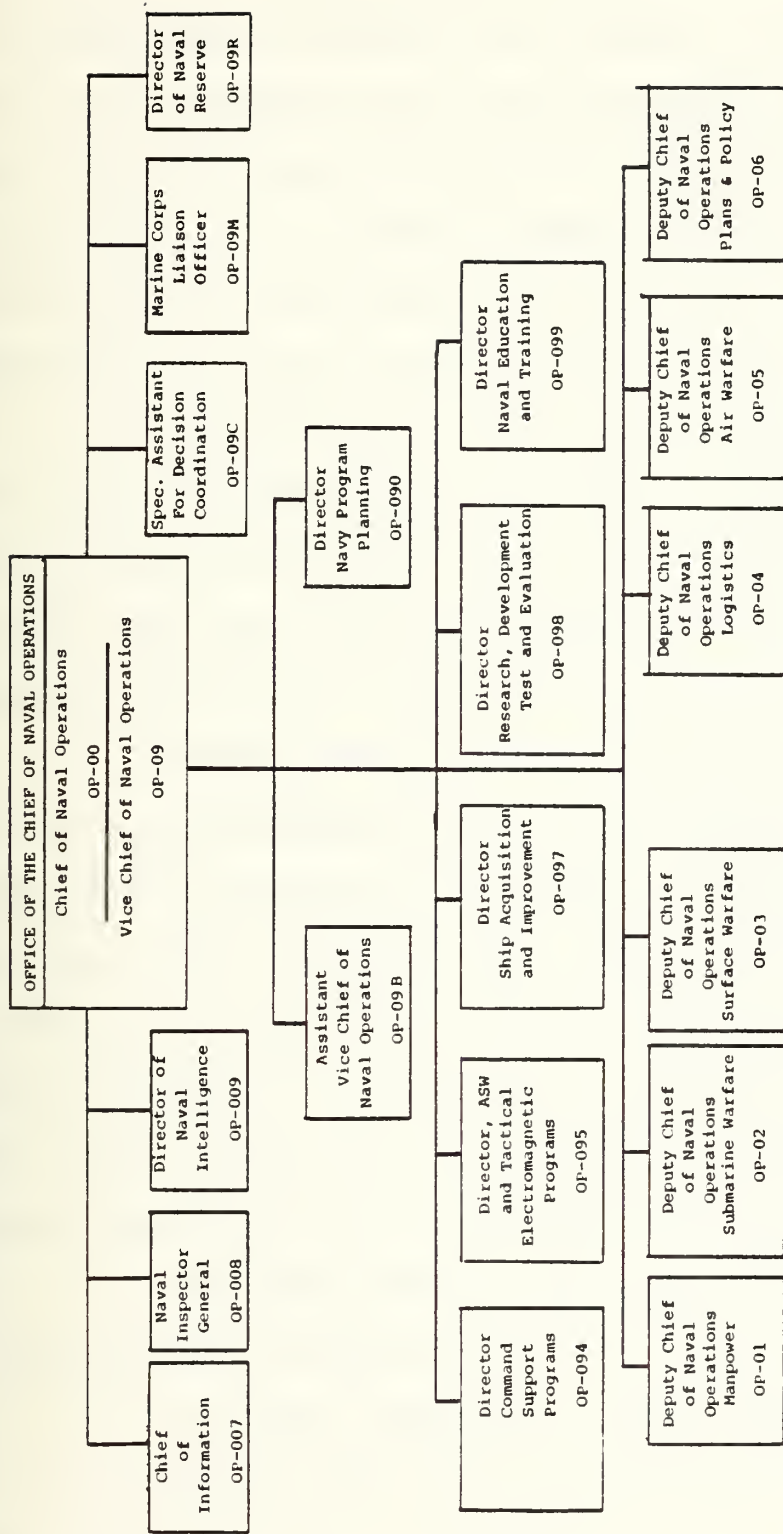 OFFICE OF THE CHIEF OF NAVAL OPERATIONS
Chief of Naval Operations
OP-00
Vice Chief of Naval Operations
OP-09
Chief
of
Information
OP-007
Naval
Inspector
General
OP-008
Director of
Naval
Intelligence
OP-009
Spec. Assistant
For Decision
Coordination
OP-09C
Marine Corps
Liaison
Officer
OP-09M
Director
of Naval
Reserve
OP-09R
Assistant
Vice Chief of
Naval Operations
OP-09B
Director
Navy Program
Planning
OP-090
Director
Command
Support
Programs
OP-094
Director, ASW
and Tactical
Electromagnetic
Programs
OP-095
Director
Ship Acquisition
and Improvement
OP-097
Director
Research, Development
Test and Evaluation
OP-098
Director
Naval Education
and Training
OP-099
Deputy Chief
of Naval
Operations
Manpower
OP-01
Deputy Chief
of Naval
Operations
Submarine Warfare
OP-02
Deputy Chief
of Naval
Operations
Surface Warfare
OP-03
Deputy Chief
of Naval
Operations
Logistics
OP-04
Deputy Chief
of Naval
Operations
Air Warfare
OP-05
Deputy Chief
of Naval
Operations
Plans & Policy
OP-06